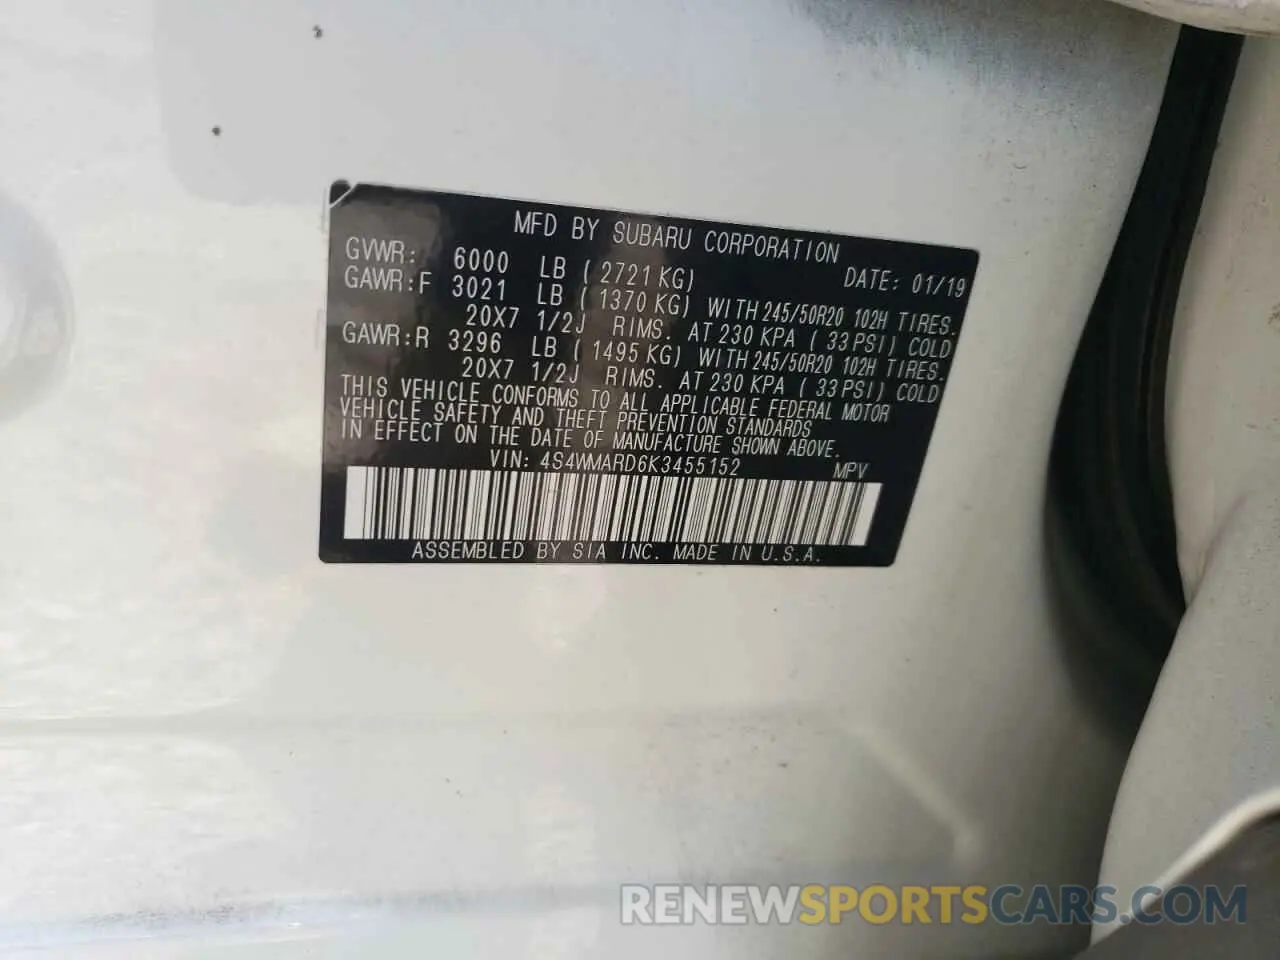 MFD BY SUBARU CORPORATION
GVWR: 6000 LB ( 2721 KG) DATE: 01/19
GAWR:F 3021 LB ( 1370 KG) WITH 245/50R20 102H TIRES.
20X7 1/2J RIMS. AT 230 KPA ( 33 PSI) COLD
GAWR:R 3296 LB ( 1495 KG) WITH 245/50R20 102H TIRES.
20X7 1/2J RIMS. AT 230 KPA ( 33 PSI) COLD
THIS VEHICLE CONFORMS TO ALL APPLICABLE FEDERAL MOTOR
VEHICLE SAFETY AND THEFT PREVENTION STANDARDS
IN EFFECT ON THE DATE OF MANUFACTURE SHOWN ABOVE.
VIN: 4S4WMARD6K3455152 MPV
ASSEMBLED BY SIA INC. MADE IN U.S.A.
RENEWSPORTSCARS.COM